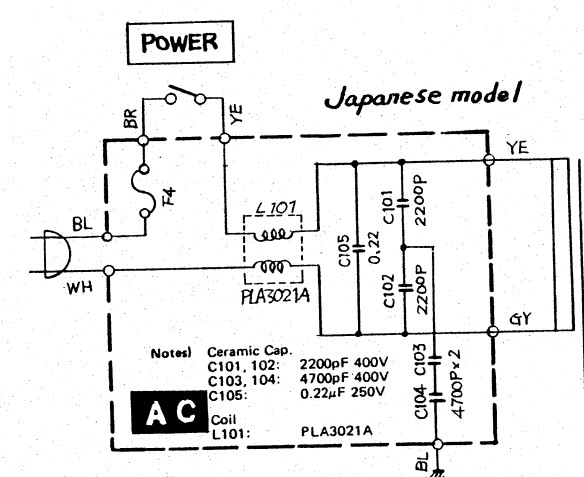 POWER
Japanese model
BR
YE
F4
L101
YE
BL
C105
0.22
C101
2200P
WH
PLA3021A
C102
2200P
GY
Notes) Ceramic Cap.
C101, 102: 2200pF 400V
C103, 104: 4700pF 400V
C105: 0.22µF 250V
C103
C104
4700P×2
AC
Coil
L101: PLA3021A
BL